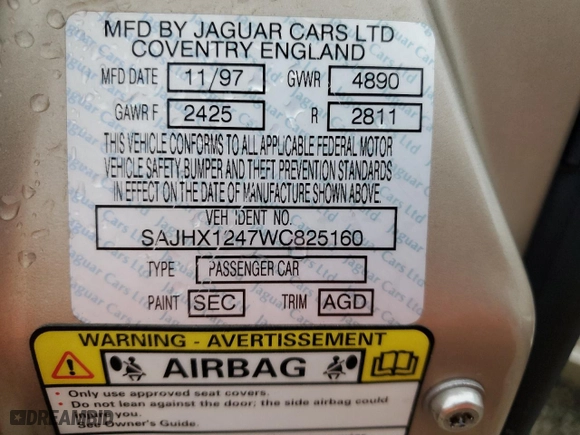 MFD BY JAGUAR CARS LTD
COVENTRY ENGLAND
MFD DATE 11/97 GVWR 4890
GAWR F 2425 R 2811
THIS VEHICLE CONFORMS TO ALL APPLICABLE FEDERAL MOTOR
VEHICLE SAFETY,BUMPER AND THEFT PREVENTION STANDARDS
IN EFFECT ON THE DATE OF MANUFACTURE SHOWN ABOVE.
VEH IDENT NO.
SAJHX1247WC825160
TYPE PASSENGER CAR
PAINT SEC TRIM AGD
WARNING - AVERTISSEMENT
AIRBAG
• Only use approved seat covers.
• Do not lean against the door; the side airbag could
injure you.
See Owner's Guide.
DREAMBID